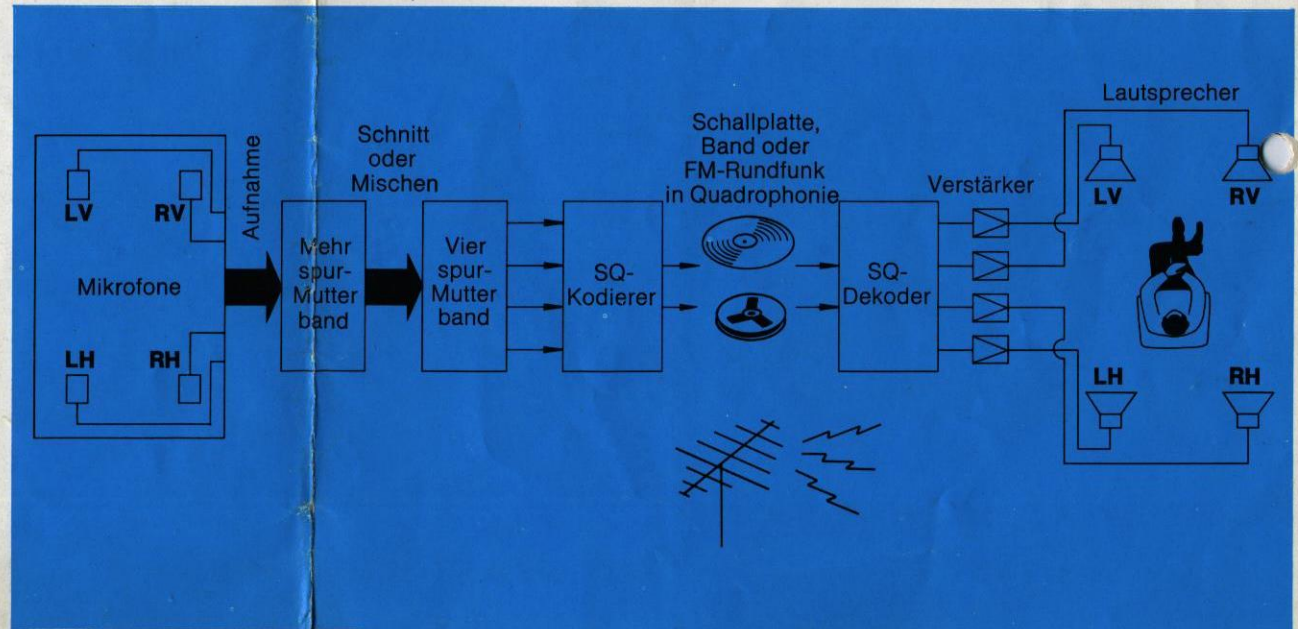 LV
RV
Mikrofone
LH
RH
Aufnahme
Mehr
spur-
Mutter
band
Schnitt
oder
Mischen
Vier
spur-
Mutter
band
SQ-
Kodierer
Schallplatte,
Band oder
FM-Rundfunk
in Quadrophonie
SQ-
Dekoder
Verstärker
Lautsprecher
LV
RV
LH
RH